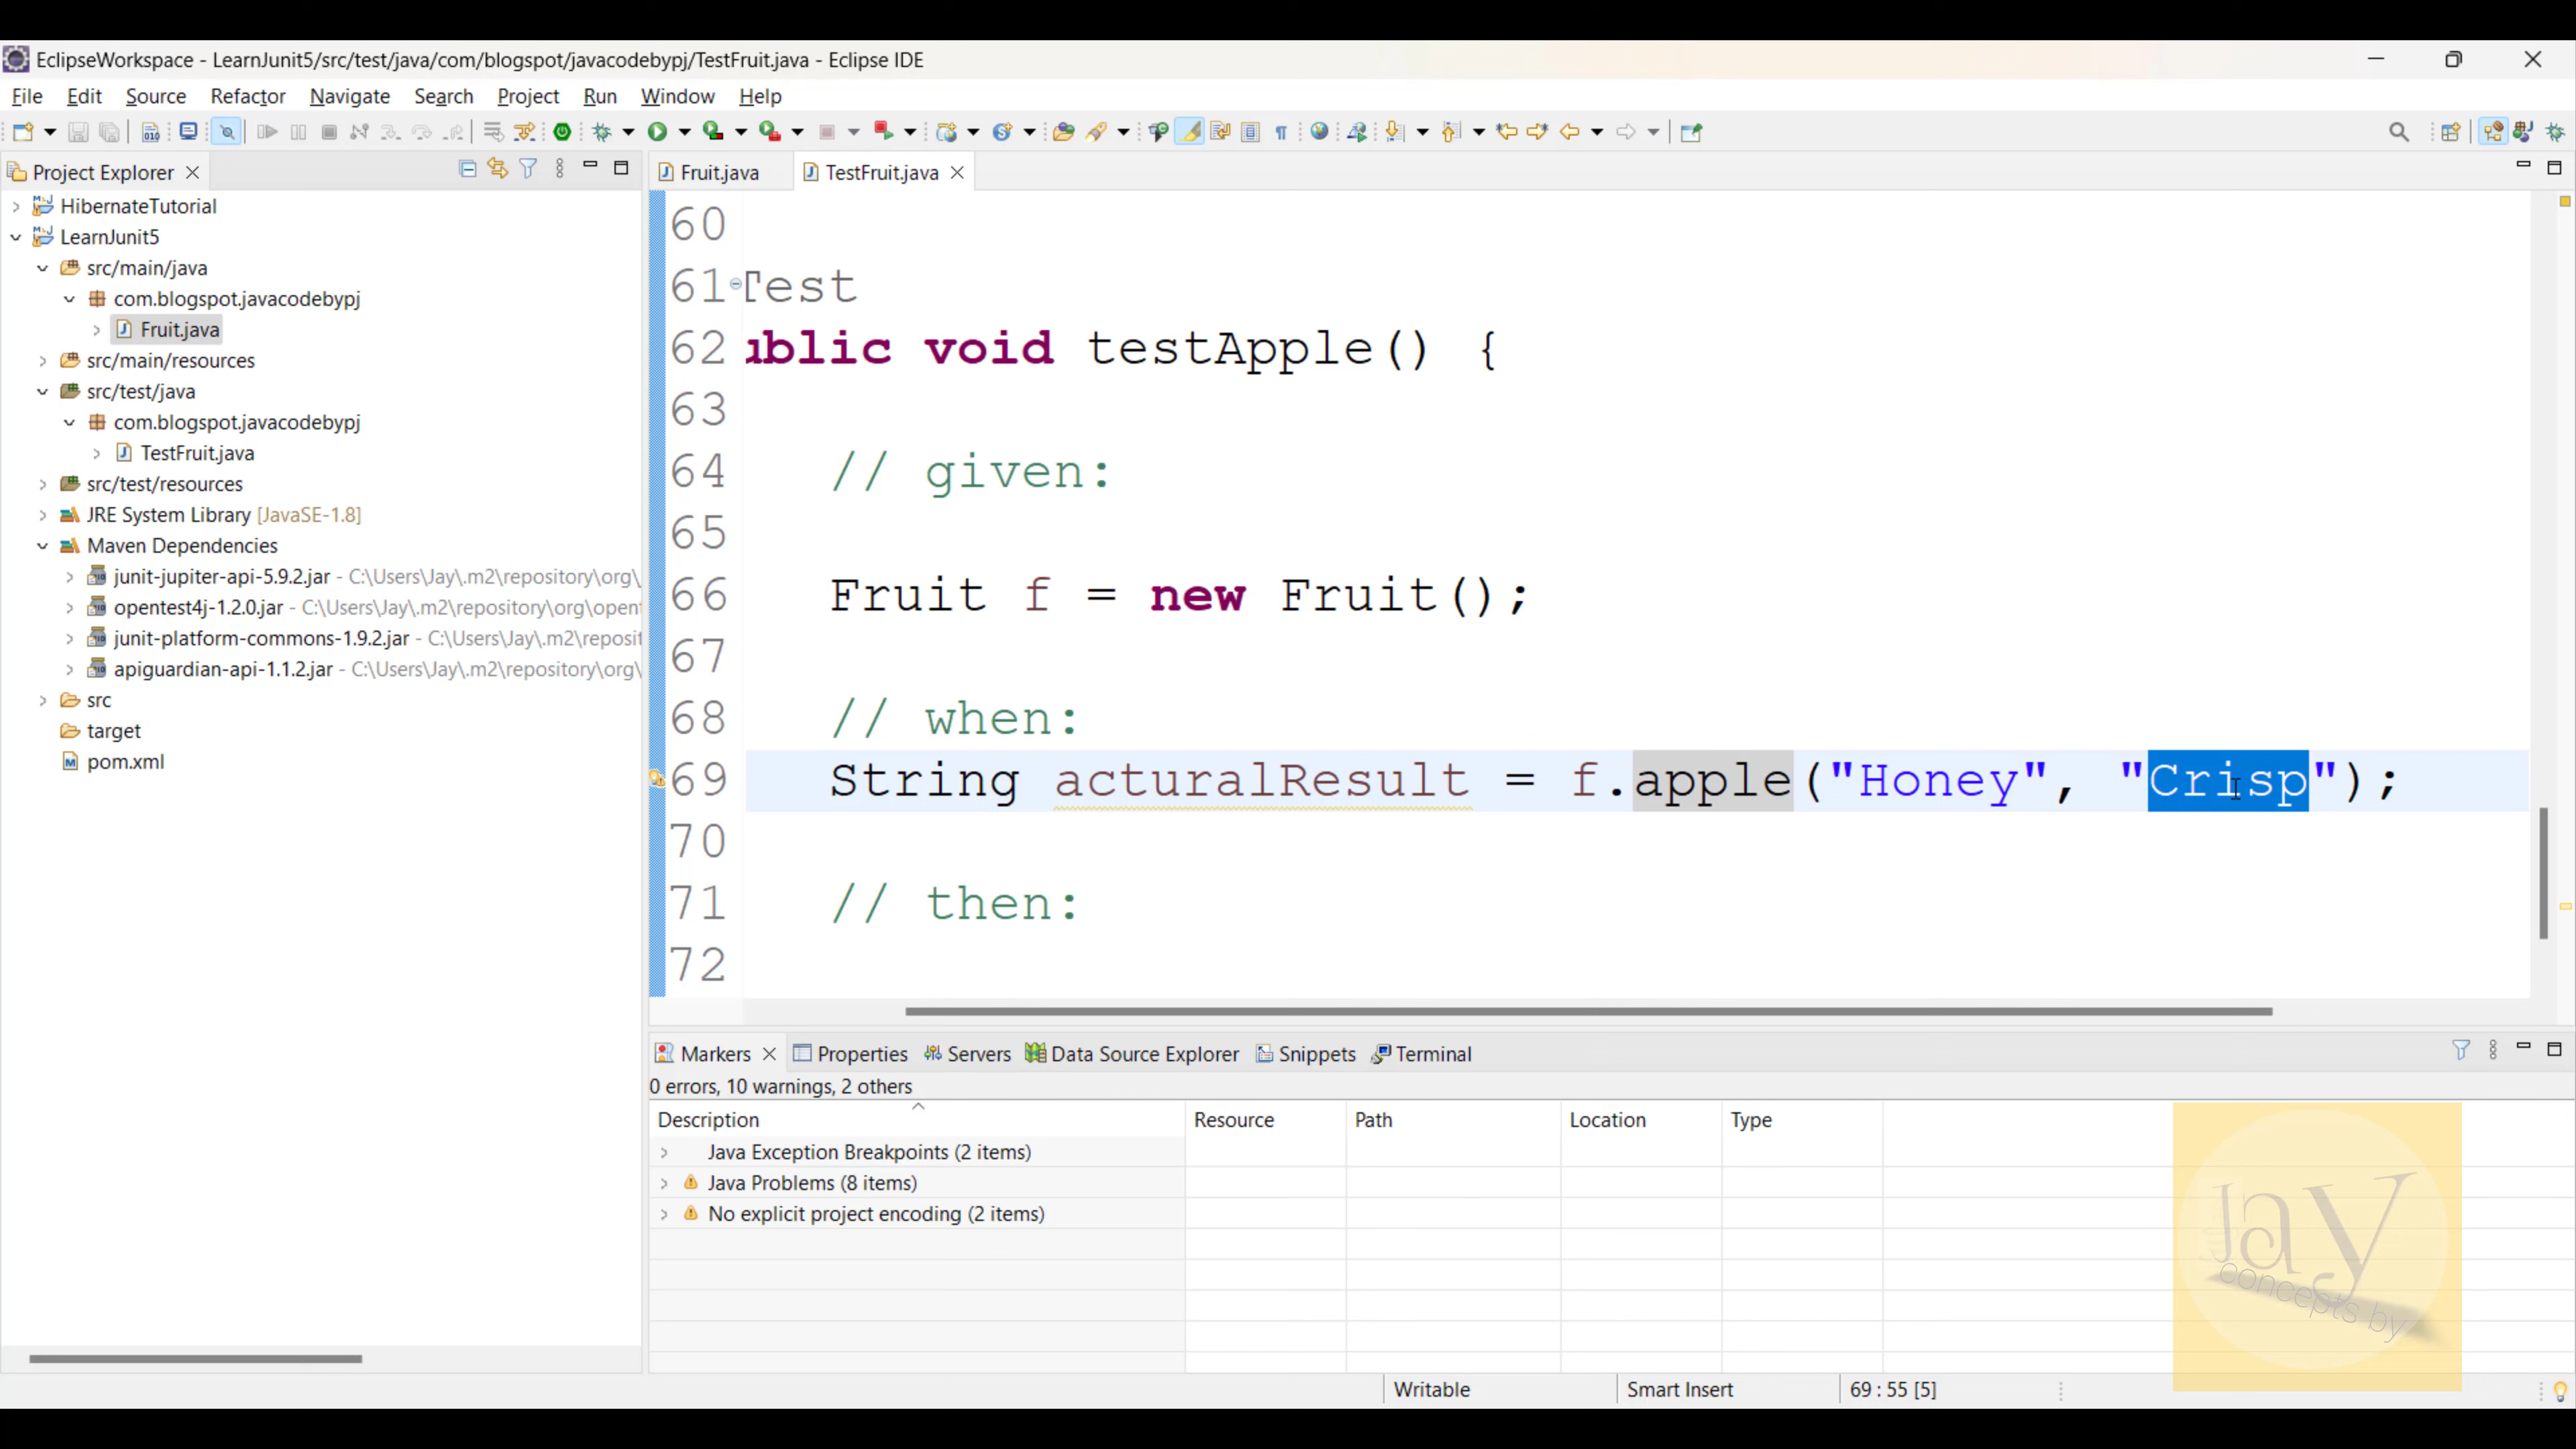 EclipseWorkspace - LearnJunit5/src/test/java/com/blogspot/javacodebypj/TestFruit.java - Eclipse IDE
File Edit Source Refactor Navigate Search Project Run Window Help
Project Explorer
HibernateTutorial
LearnJunit5
src/main/java
com.blogspot.javacodebypj
Fruit.java
src/main/resources
src/test/java
com.blogspot.javacodebypj
TestFruit.java
src/test/resources
JRE System Library [JavaSE-1.8]
Maven Dependencies
junit-jupiter-api-5.9.2.jar - C:\Users\Jay\.m2\repository\org\
opentest4j-1.2.0.jar - C:\Users\Jay\.m2\repository\org\opent
junit-platform-commons-1.9.2.jar - C:\Users\Jay\.m2\reposit
apiguardian-api-1.1.2.jar - C:\Users\Jay\.m2\repository\org\
src
target
pom.xml
Fruit.java TestFruit.java
60
61 Test
62 ublic void testApple() {
63
64 // given:
65
66 Fruit f = new Fruit();
67
68 // when:
69 String acturalResult = f.apple("Honey", "Crisp");
70
71 // then:
72
Markers Properties Servers Data Source Explorer Snippets Terminal
0 errors, 10 warnings, 2 others
Description Resource Path Location Type
Java Exception Breakpoints (2 items)
Java Problems (8 items)
No explicit project encoding (2 items)
Jay
concepts by
Writable Smart Insert 69 : 55 [5]